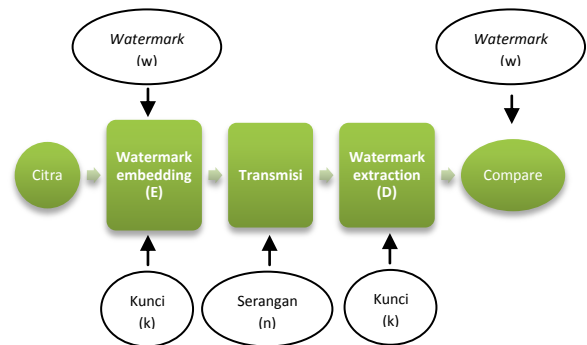 Watermark
(w)
Watermark
(w)
Citra
Watermark
embedding
(E)
Transmisi
Watermark
extraction
(D)
Compare
Kunci
(k)
Serangan
(n)
Kunci
(k)